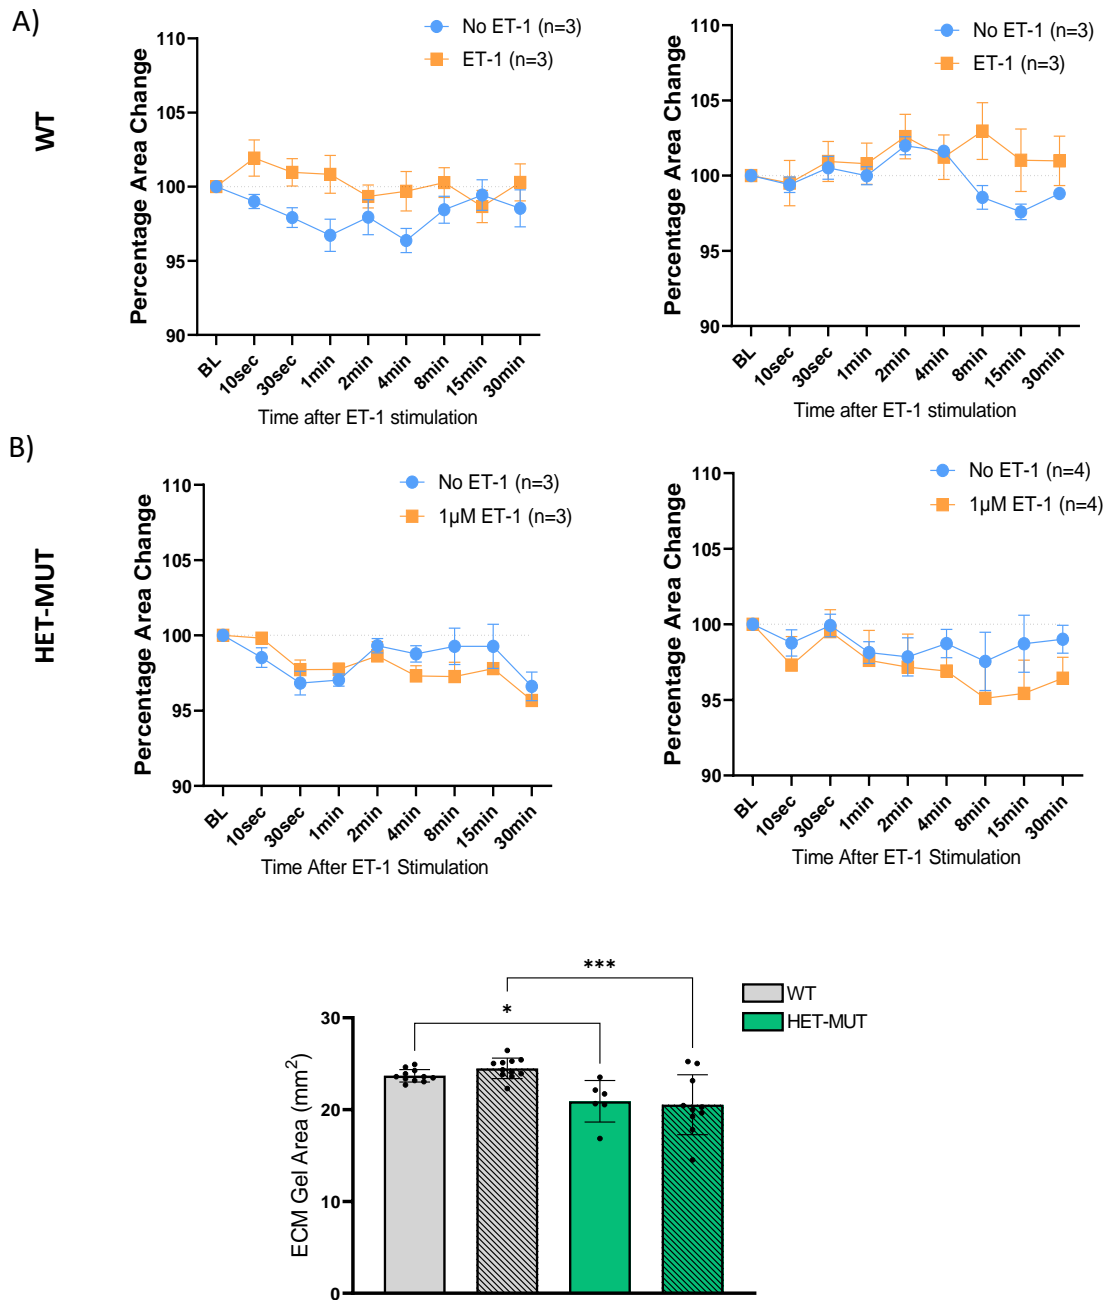 A)
WT
Percentage Area Change
110
105
100
95
90
No ET-1 (n=3)
ET-1 (n=3)
BL
10sec
30sec
1min
2min
4min
8min
15min
30min
Time after ET-1 stimulation
Percentage Area Change
110
105
100
95
90
No ET-1 (n=3)
ET-1 (n=3)
BL
10sec
30sec
1min
2min
4min
8min
15min
30min
Time after ET-1 stimulation
B)
HET-MUT
Percentage Area Change
110
105
100
95
90
No ET-1 (n=3)
1µM ET-1 (n=3)
BL
10sec
30sec
1min
2min
4min
8min
15min
30min
Time After ET-1 Stimulation
Percentage Area Change
110
105
100
95
90
No ET-1 (n=4)
1µM ET-1 (n=4)
BL
10sec
30sec
1min
2min
4min
8min
15min
30min
Time After ET-1 Stimulation
ECM Gel Area (mm²)
30
20
10
0
*
***
WT
HET-MUT